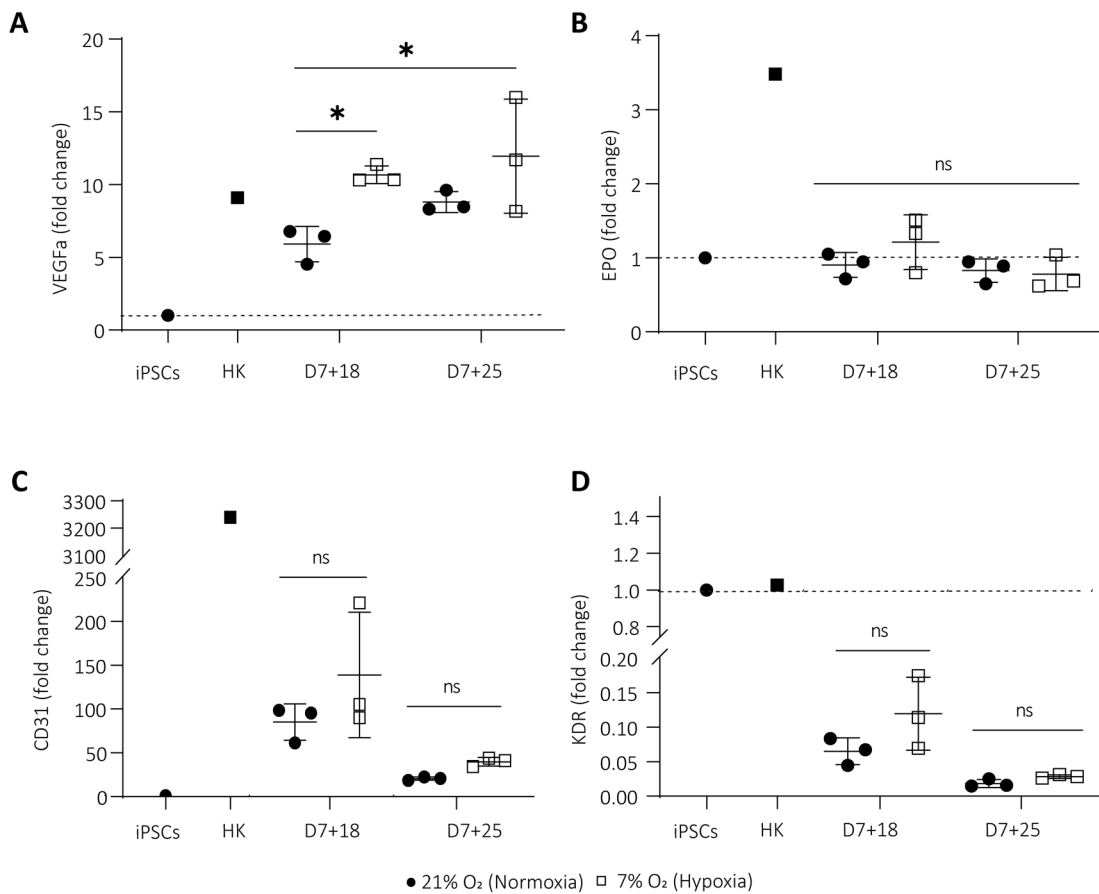 A
VEGFa (fold change)
20
15
10
5
0
*
*
iPSCs HK D7+18 D7+25
B
EPO (fold change)
4
3
2
1
0
ns
iPSCs HK D7+18 D7+25
C
CD31 (fold change)
3300
3200
3100
250
200
150
100
50
0
ns
ns
iPSCs HK D7+18 D7+25
D
KDR (fold change)
1.4
1.2
1.0
0.8
0.20
0.15
0.10
0.05
0.00
ns
ns
iPSCs HK D7+18 D7+25
21% O₂ (Normoxia) 7% O₂ (Hypoxia)